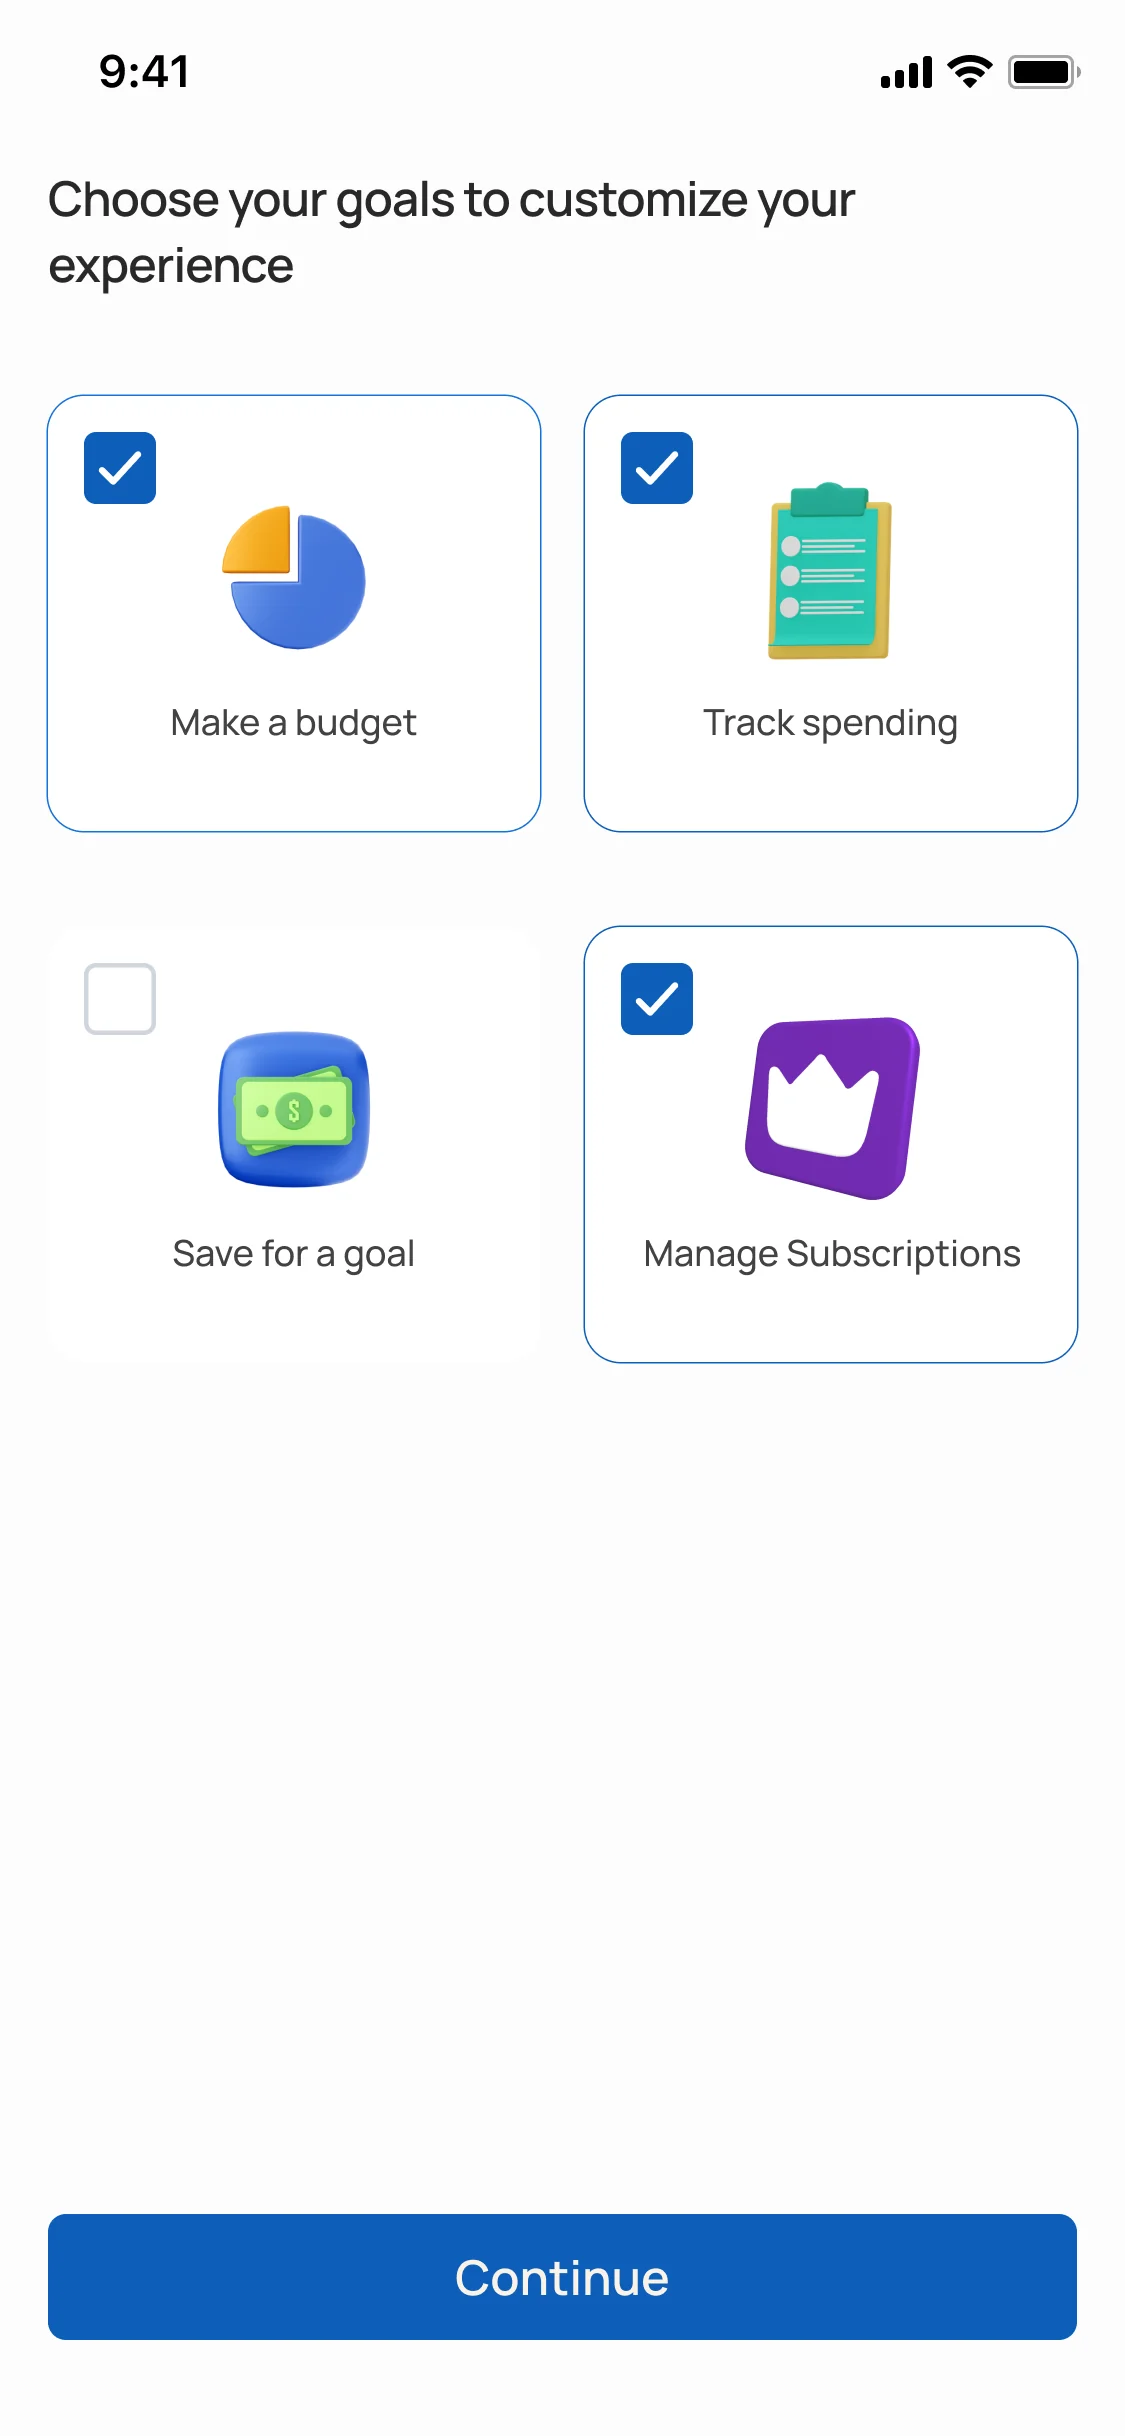 9:41
Choose your goals to customize your
experience
Make a budget
Track spending
$
Save for a goal
Manage Subscriptions
Continue